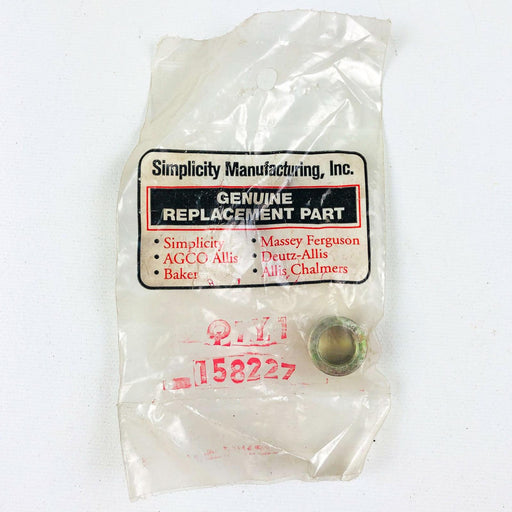 Simplicity Manufacturing, Inc.
GENUINE
REPLACEMENT PART
• Simplicity • Massey Ferguson
• AGCO Allis • Deutz-Allis
• Baker • Allis Chalmers
QTY 1
158227